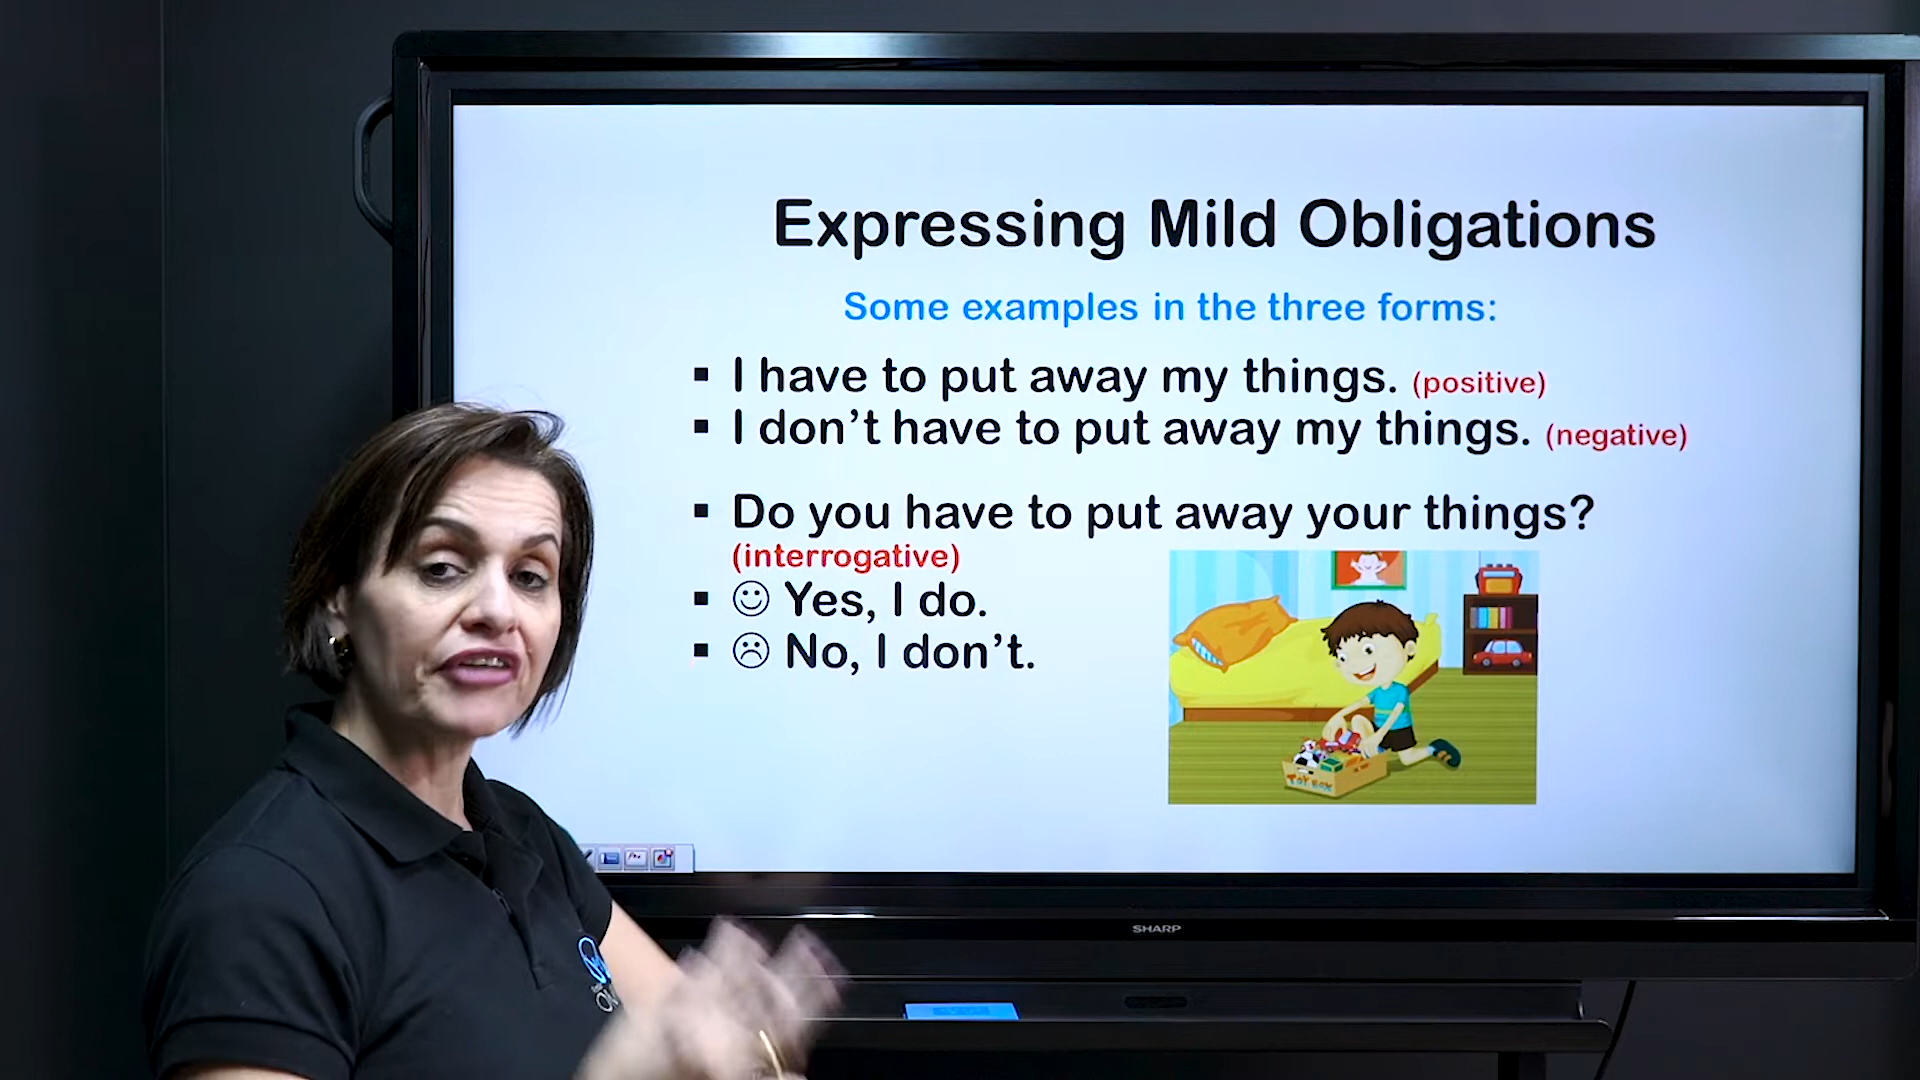 Expressing Mild Obligations
Some examples in the three forms:
▪ I have to put away my things. (positive)
▪ I don’t have to put away my things. (negative)
▪ Do you have to put away your things?
(interrogative)
▪ ☺ Yes, I do.
▪ ☹ No, I don’t.
TOY BOX
SHARP